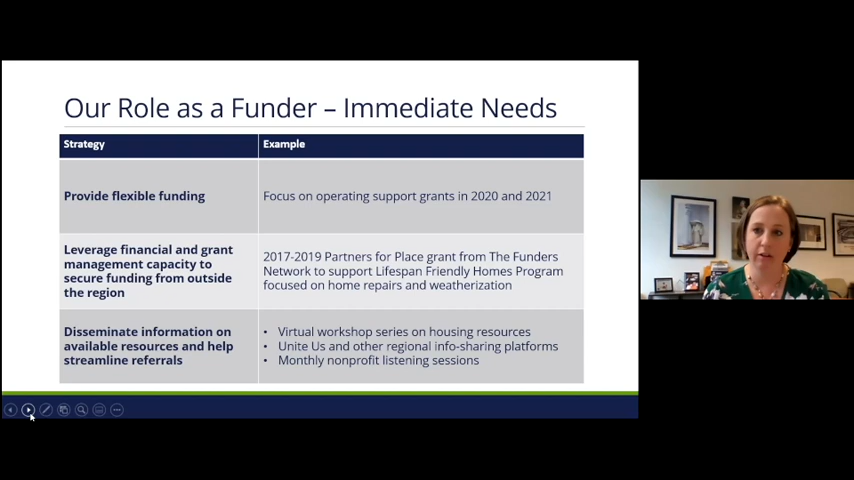 Our Role as a Funder – Immediate Needs
Strategy
Example
Provide flexible funding
Focus on operating support grants in 2020 and 2021
Leverage financial and grant
management capacity to
secure funding from outside
the region
2017-2019 Partners for Place grant from The Funders
Network to support Lifespan Friendly Homes Program
focused on home repairs and weatherization
Disseminate information on
available resources and help
streamline referrals
• Virtual workshop series on housing resources
• Unite Us and other regional info-sharing platforms
• Monthly nonprofit listening sessions